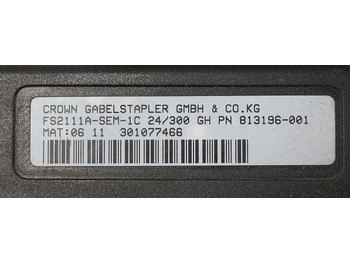 CROWN GABELSTAPLER GMBH & CO.KG
FS2111A-SEM-1C 24/300 GH PN 813196-001
MAT:06 11 301077466